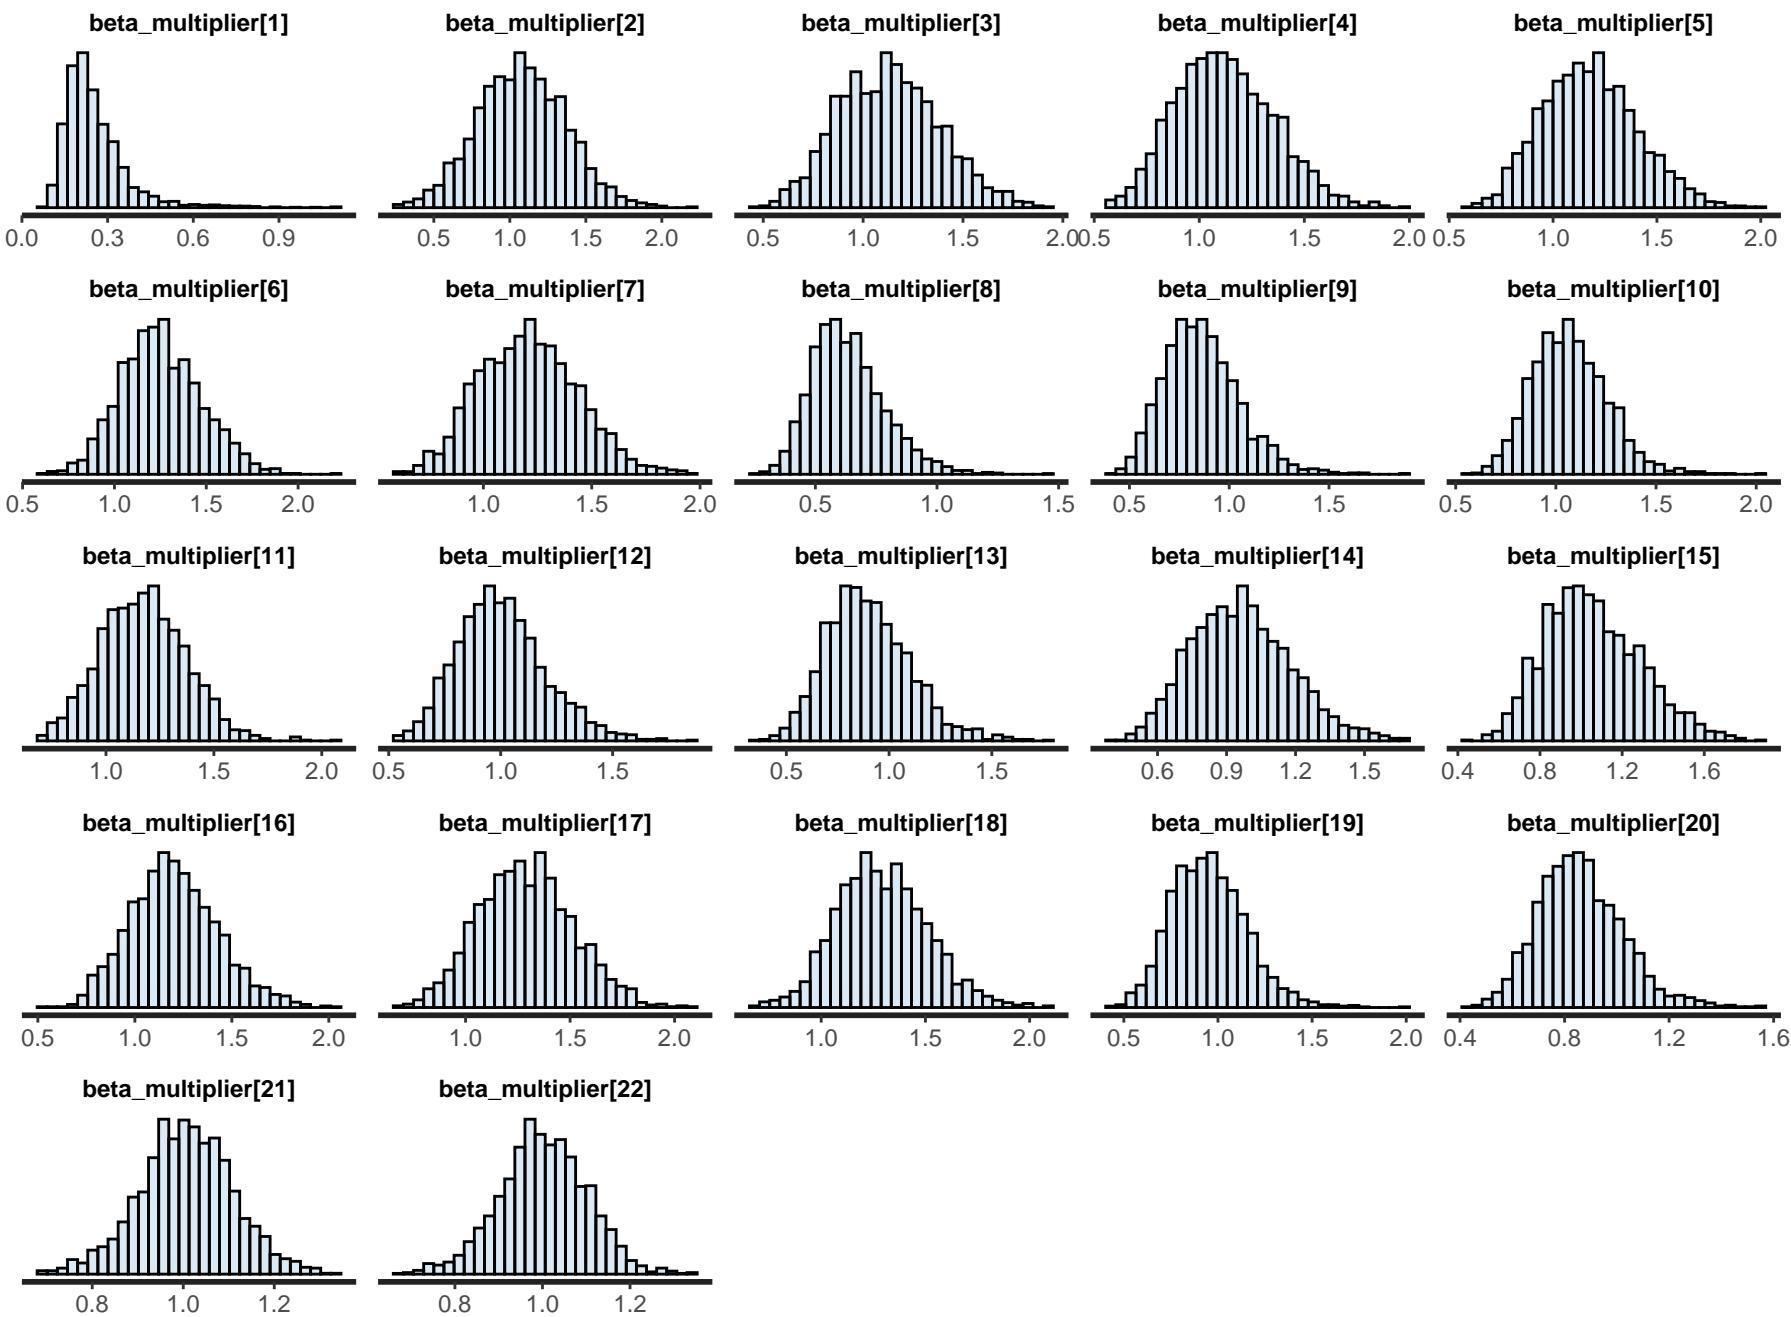 beta_multiplier[1] beta_multiplier[2] beta_multiplier[3] beta_multiplier[4] beta_multiplier[5]
0.0 0.3 0.6 0.9 0.5 1.0 1.5 2.0 0.5 1.0 1.5 2.0 0.5 1.0 1.5 2.0 0.5 1.0 1.5 2.0
beta_multiplier[6] beta_multiplier[7] beta_multiplier[8] beta_multiplier[9] beta_multiplier[10]
0.5 1.0 1.5 2.0 1.0 1.5 2.0 0.5 1.0 1.5 0.5 1.0 1.5 0.5 1.0 1.5 2.0
beta_multiplier[11] beta_multiplier[12] beta_multiplier[13] beta_multiplier[14] beta_multiplier[15]
1.0 1.5 2.0 0.5 1.0 1.5 0.5 1.0 1.5 0.6 0.9 1.2 1.5 0.4 0.8 1.2 1.6
beta_multiplier[16] beta_multiplier[17] beta_multiplier[18] beta_multiplier[19] beta_multiplier[20]
0.5 1.0 1.5 2.0 1.0 1.5 2.0 1.0 1.5 2.0 0.5 1.0 1.5 2.0 0.4 0.8 1.2 1.6
beta_multiplier[21] beta_multiplier[22]
0.8 1.0 1.2 0.8 1.0 1.2